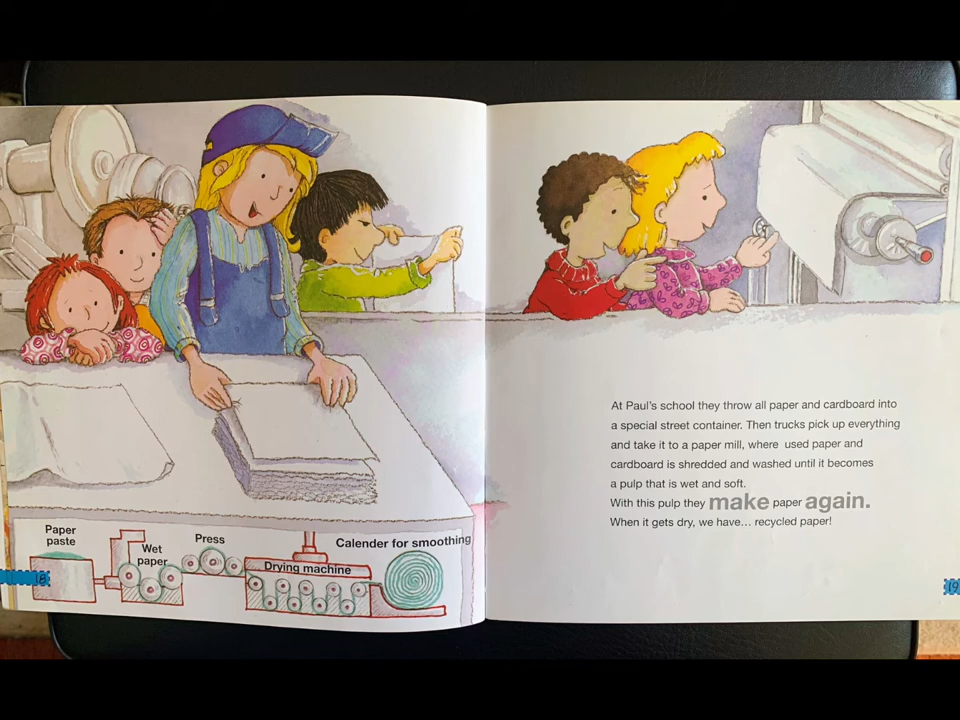 Paper
paste
Wet
paper
Press
Drying machine
Calender for smoothing
18
At Paul's school they throw all paper and cardboard into
a special street container. Then trucks pick up everything
and take it to a paper mill, where used paper and
cardboard is shredded and washed until it becomes
a pulp that is wet and soft.
With this pulp they make paper again.
When it gets dry, we have... recycled paper!
19